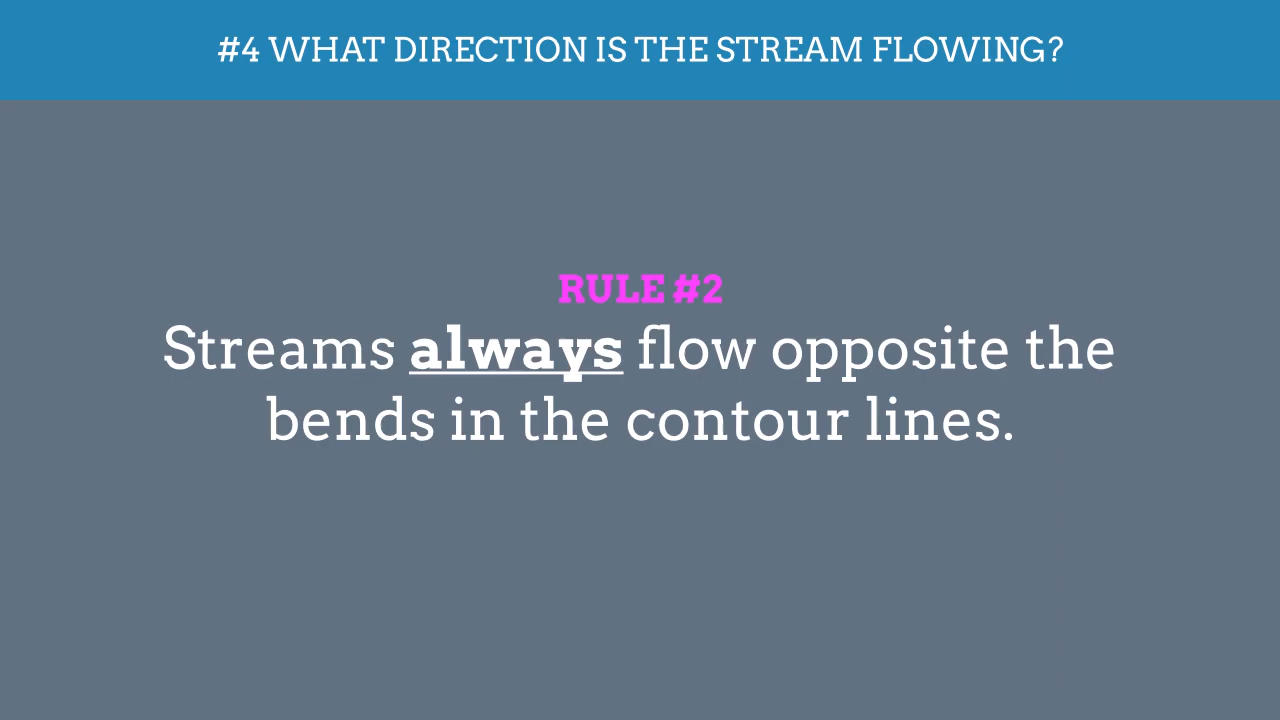 #4 WHAT DIRECTION IS THE STREAM FLOWING?
RULE #2
Streams always flow opposite the
bends in the contour lines.